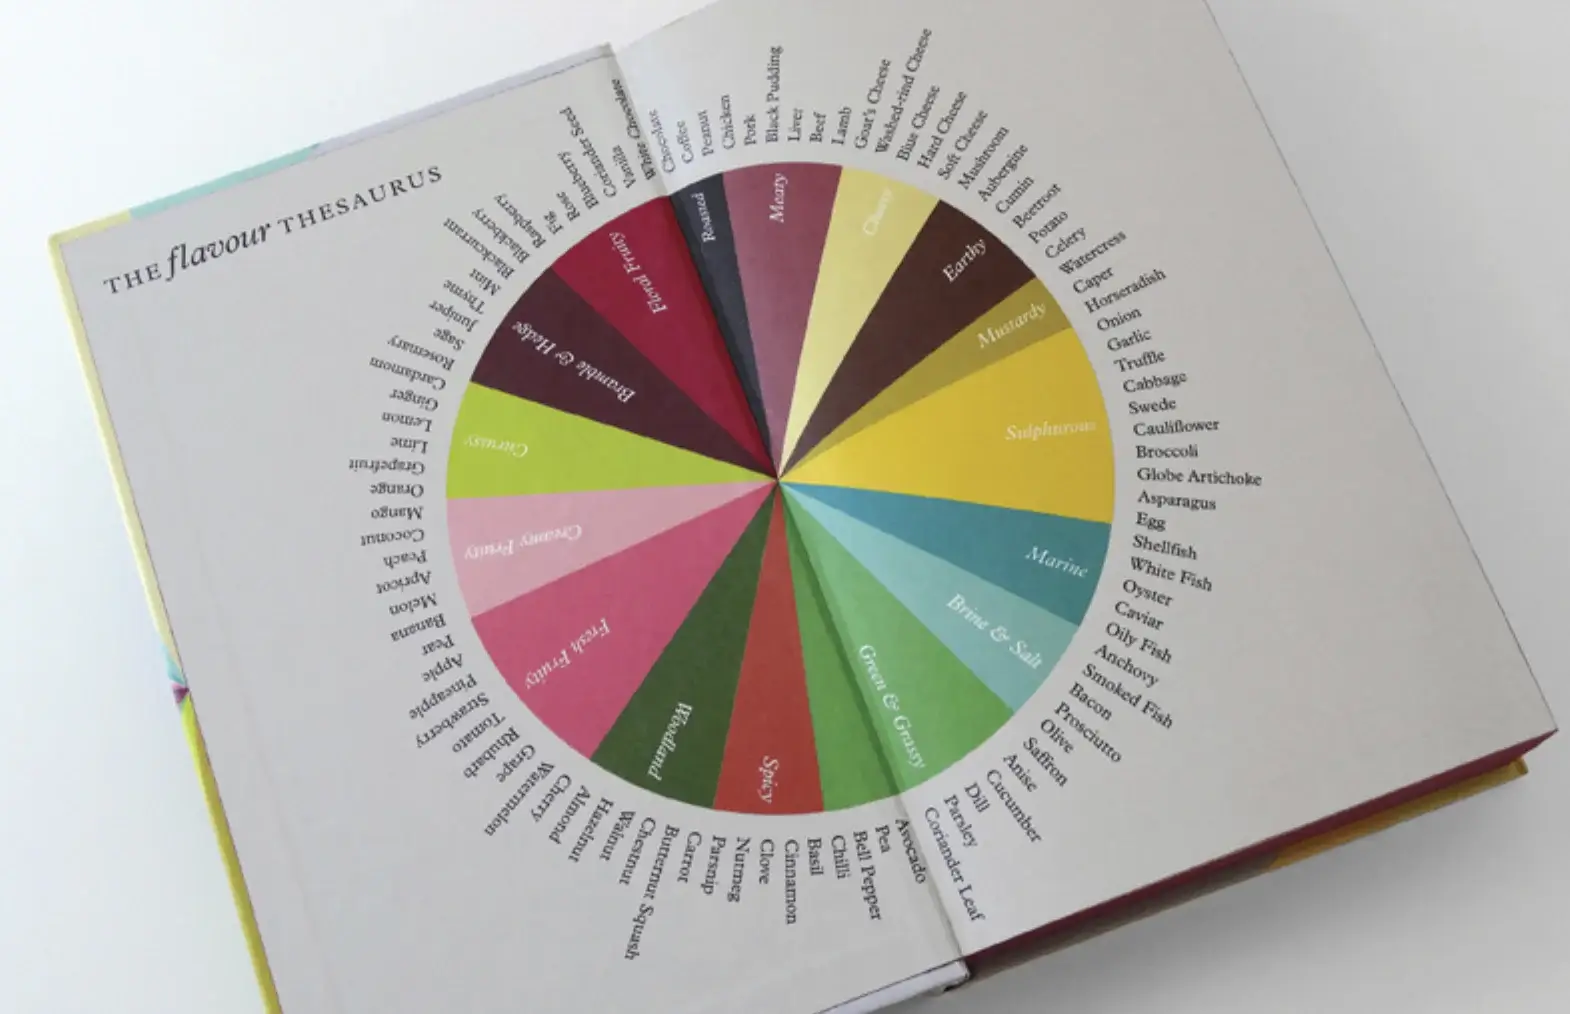 THE flavour THESAURUS
Roasted
Meaty
Cheesy
Earthy
Mustardy
Sulphurous
Marine
Brine & Salt
Green & Grassy
Spicy
Woodland
Fresh Fruity
Creamy Fruity
Citrussy
Bramble & Hedge
Floral Fruity
Chocolate
Coffee
Peanut
Chicken
Pork
Black Pudding
Liver
Beef
Lamb
Goat's Cheese
Washed-rind Cheese
Blue Cheese
Hard Cheese
Soft Cheese
Mushroom
Aubergine
Cumin
Beetroot
Potato
Celery
Watercress
Caper
Horseradish
Onion
Garlic
Truffle
Cabbage
Swede
Cauliflower
Broccoli
Globe Artichoke
Asparagus
Egg
Shellfish
White Fish
Oyster
Caviar
Oily Fish
Anchovy
Smoked Fish
Bacon
Prosciutto
Olive
Saffron
Anise
Cucumber
Dill
Parsley
Coriander Leaf
Avocado
Pea
Bell Pepper
Chilli
Basil
Cinnamon
Clove
Nutmeg
Parsnip
Carrot
Butternut Squash
Chestnut
Walnut
Hazelnut
Almond
Cherry
Watermelon
Grape
Rhubarb
Tomato
Strawberry
Pineapple
Apple
Pear
Banana
Melon
Apricot
Peach
Coconut
Mango
Orange
Grapefruit
Lime
Lemon
Ginger
Cardamom
Rosemary
Sage
Juniper
Thyme
Mint
Blackcurrant
Blackberry
Raspberry
Fig
Rose
Blueberry
Coriander Seed
Vanilla
White Chocolate